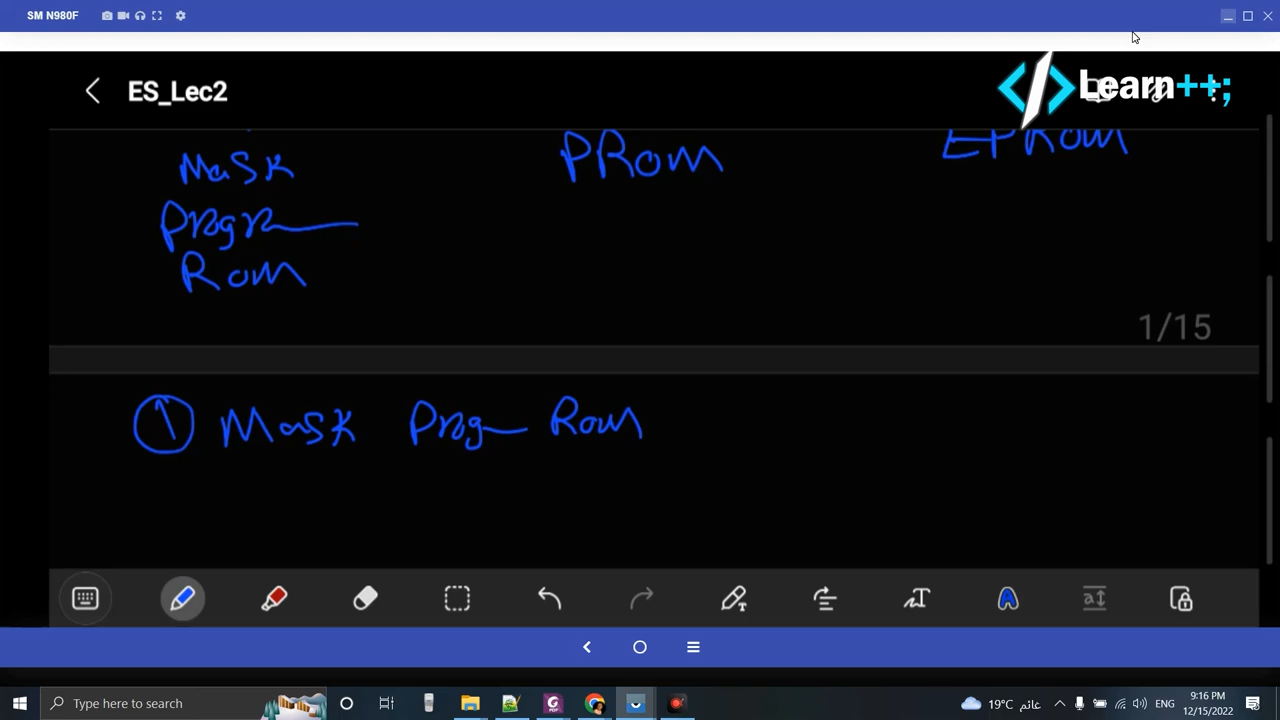 SM N980F
ES_Lec2
Learn++;
Mask PRom EPRom
Progr
Rom
1/15
1 Mask Prog Rom
Type here to search
19°C غائم
ENG
9:16 PM
12/15/2022